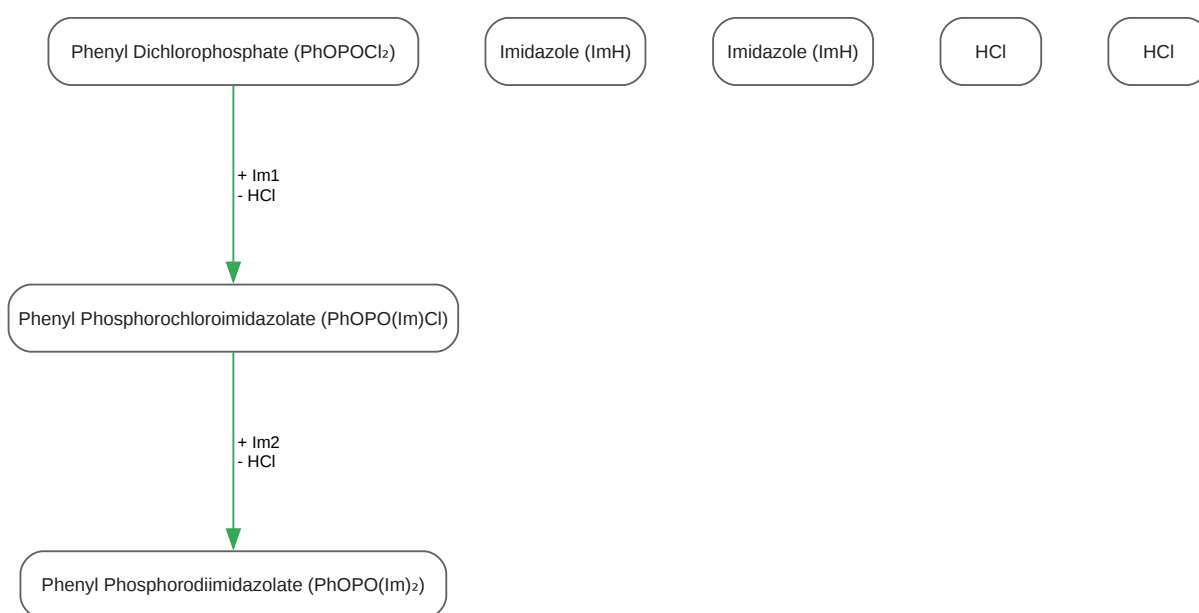 Phenyl Dichlorophosphate (PhOPOCl₂)
Imidazole (ImH)
Imidazole (ImH)
HCl
HCl
+ Im1
- HCl
Phenyl Phosphorochloroimidazolate (PhOPO(Im)Cl)
+ Im2
- HCl
Phenyl Phosphorodiimidazolate (PhOPO(Im)₂)